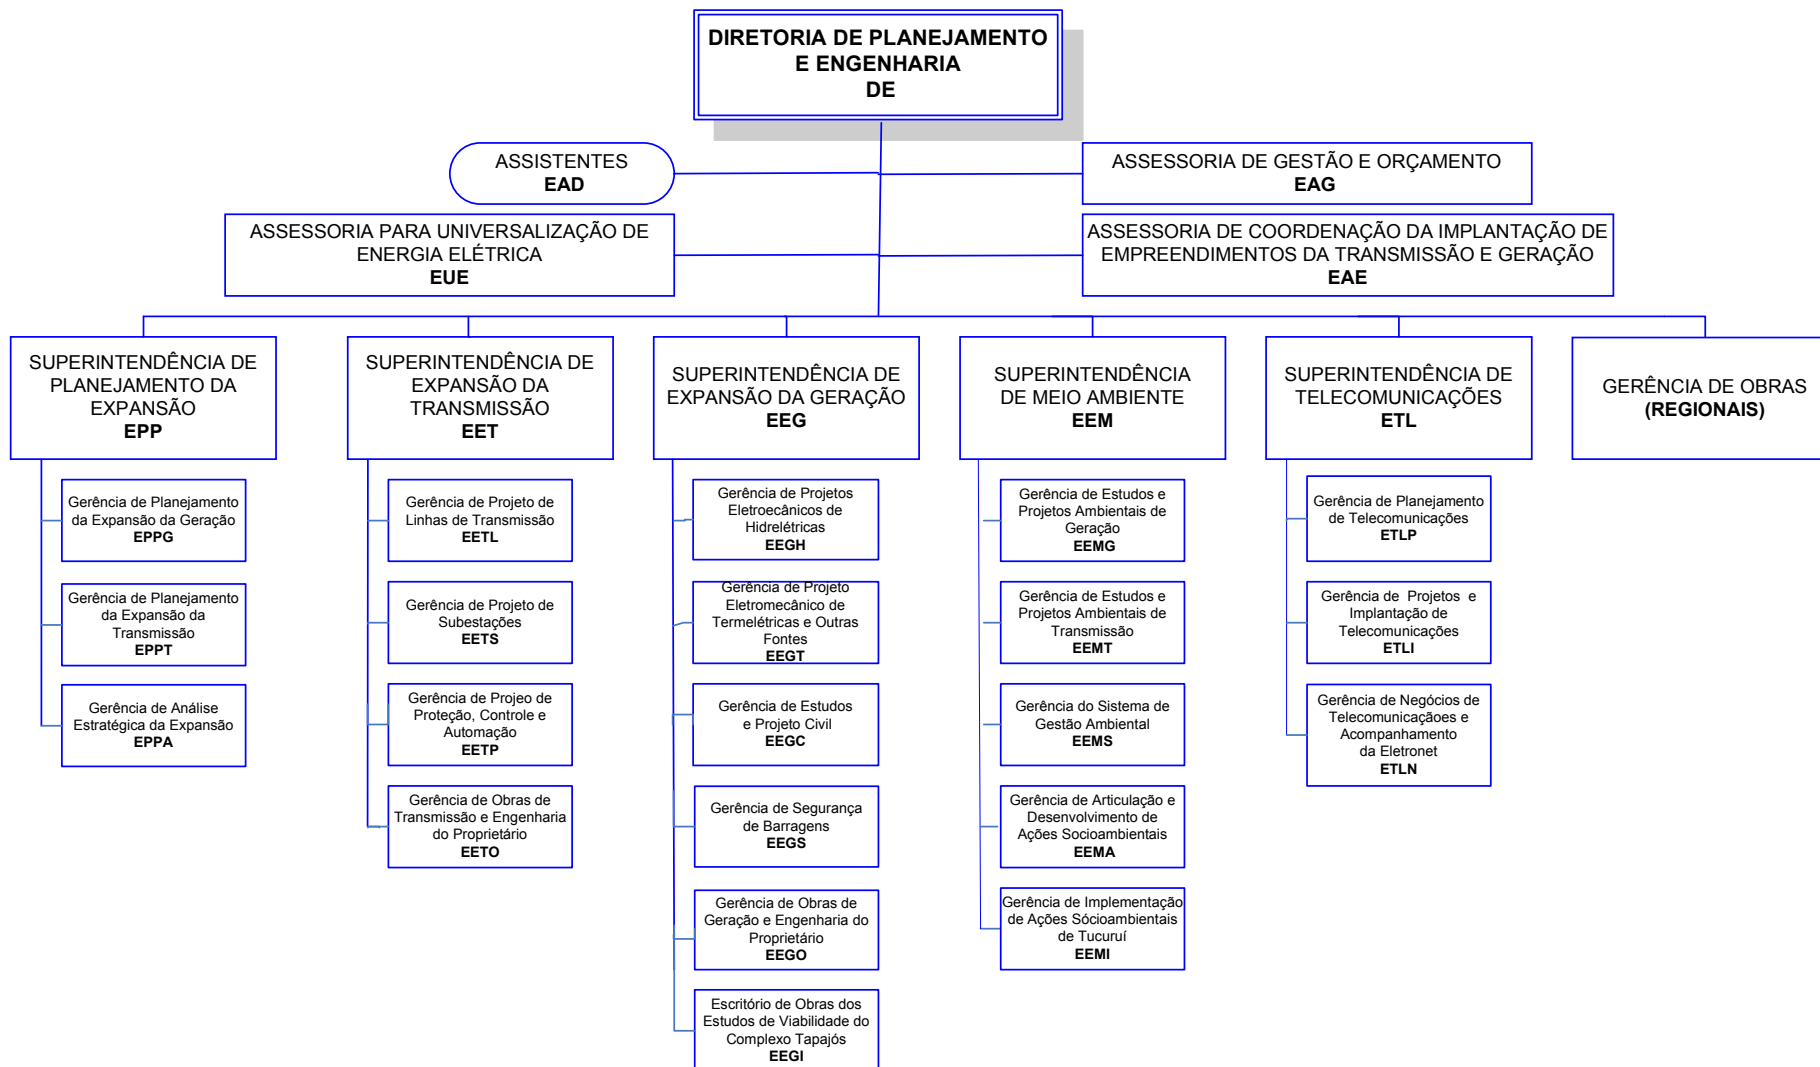 DIRETORIA DE PLANEJAMENTO
E ENGENHARIA
DE
ASSISTENTES
EAD
ASSESSORIA DE GESTÃO E ORÇAMENTO
EAG
ASSESSORIA PARA UNIVERSALIZAÇÃO DE
ENERGIA ELÉTRICA
EUE
ASSESSORIA DE COORDENAÇÃO DA IMPLANTAÇÃO DE
EMPREENDIMENTOS DA TRANSMISSÃO E GERAÇÃO
EAE
SUPERINTENDÊNCIA DE
PLANEJAMENTO DA
EXPANSÃO
EPP
SUPERINTENDÊNCIA DE
EXPANSÃO DA
TRANSMISSÃO
EET
SUPERINTENDÊNCIA DE
EXPANSÃO DA GERAÇÃO
EEG
SUPERINTENDÊNCIA
DE MEIO AMBIENTE
EEM
SUPERINTENDÊNCIA DE
TELECOMUNICAÇÕES
ETL
GERÊNCIA DE OBRAS
(REGIONAIS)
Gerência de Planejamento
da Expansão da Geração
EPPG
Gerência de Planejamento
da Expansão da
Transmissão
EPPT
Gerência de Análise
Estratégica da Expansão
EPPA
Gerência de Projeto de
Linhas de Transmissão
EETL
Gerência de Projeto de
Subestações
EETS
Gerência de Projeo de
Proteção, Controle e
Automação
EETP
Gerência de Obras de
Transmissão e Engenharia
do Proprietário
EETO
Gerência de Projetos
Eletroecânicos de
Hidrelétricas
EEGH
Gerência de Projeto
Eletromecânico de
Termelétricas e Outras
Fontes
EEGT
Gerência de Estudos
e Projeto Civil
EEGC
Gerência de Segurança
de Barragens
EEGS
Gerência de Obras de
Geração e Engenharia do
Proprietário
EEGO
Escritório de Obras dos
Estudos de Viabilidade do
Complexo Tapajós
EEGI
Gerência de Estudos e
Projetos Ambientais de
Geração
EEMG
Gerência de Estudos e
Projetos Ambientais de
Transmissão
EEMT
Gerência do Sistema de
Gestão Ambiental
EEMS
Gerência de Articulação e
Desenvolvimento de
Ações Socioambientais
EEMA
Gerência de Implementação
de Ações Sócioambientais
de Tucuruí
EEMI
Gerência de Planejamento
de Telecomunicações
ETLP
Gerência de Projetos e
Implantação de
Telecomunicações
ETLI
Gerência de Negócios de
Telecomunicaçãoes e
Acompanhamento
da Eletronet
ETLN